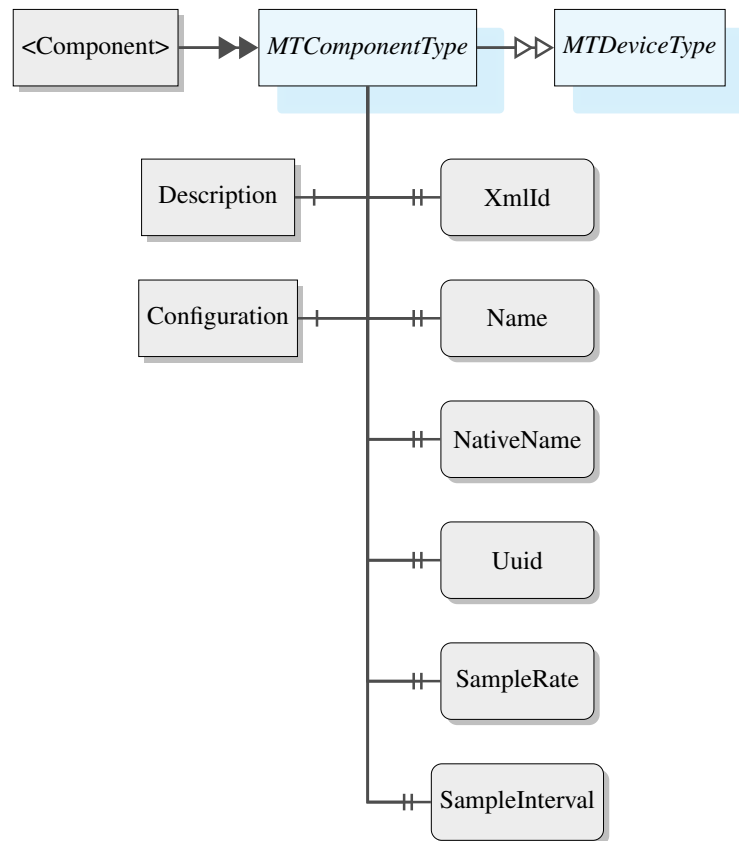 <Component>
MTComponentType
MTDeviceType
Description
XmlId
Configuration
Name
NativeName
Uuid
SampleRate
SampleInterval